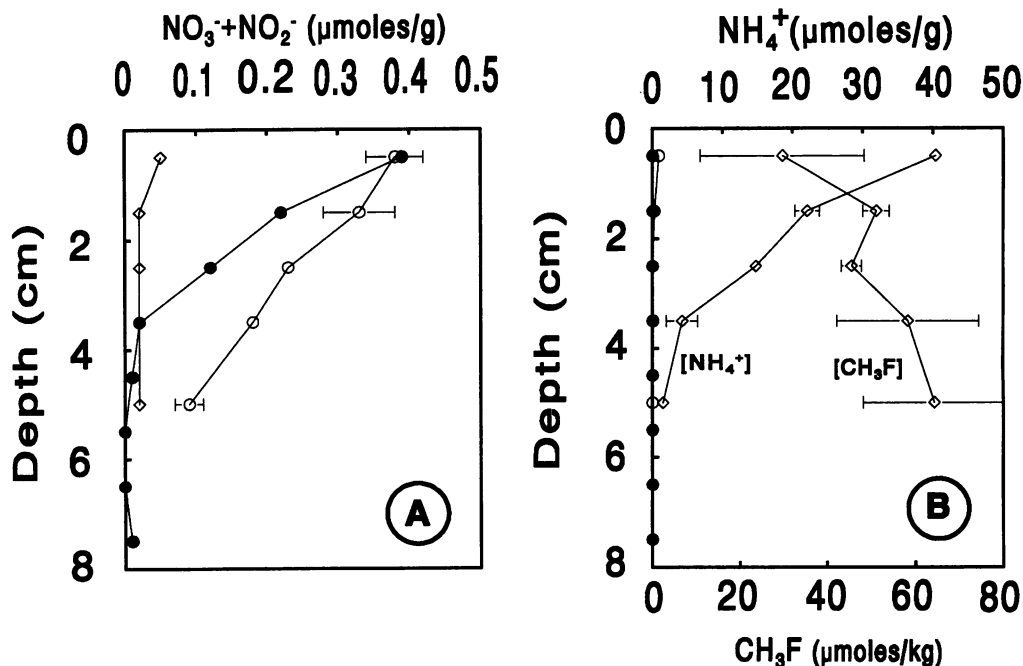 NO₃⁻+NO₂⁻ (µmoles/g)
0 0.1 0.2 0.3 0.4 0.5
Depth (cm)
0
2
4
6
8
A
NH₄⁺(µmoles/g)
0 10 20 30 40 50
Depth (cm)
0
2
4
6
8
[NH₄⁺]
[CH₃F]
B
0 20 40 60 80
CH₃F (µmoles/kg)